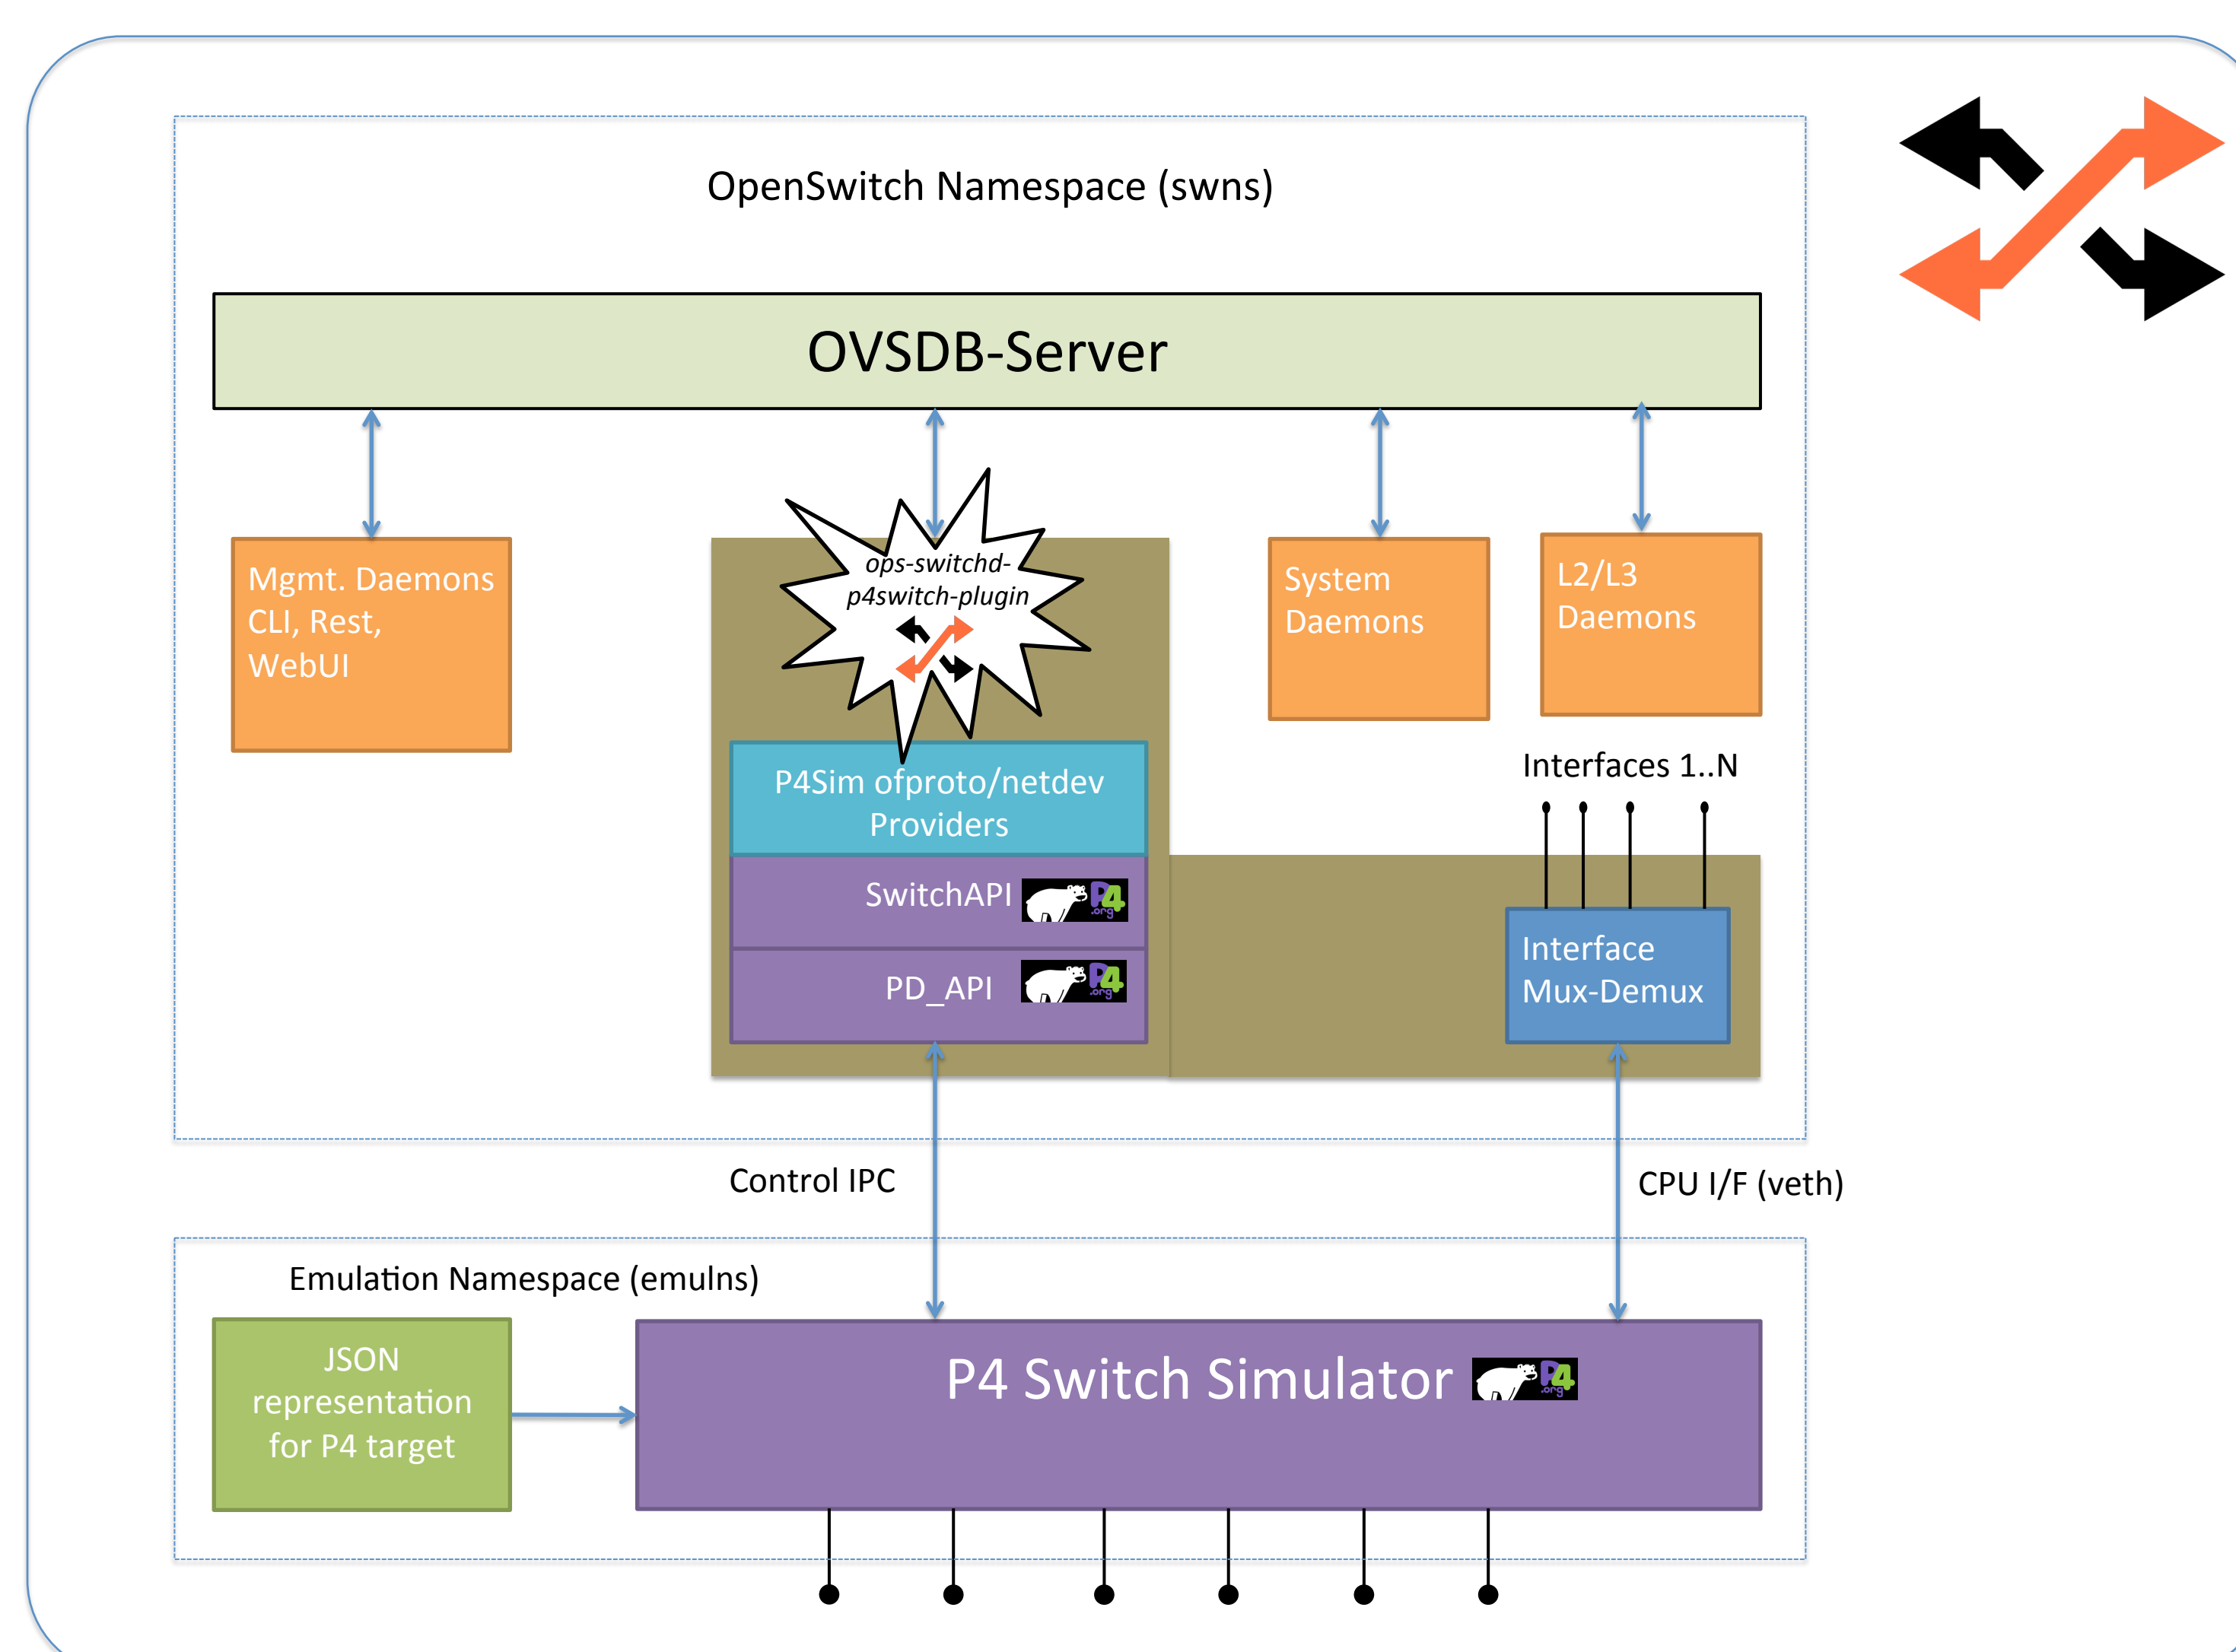 OpenSwitch Namespace (swns)
OVSDB-Server
ops-switchd-
p4switch-plugin
Mgmt. Daemons
CLI, Rest,
WebUI
System
Daemons
L2/L3
Daemons
P4Sim ofproto/netdev
Providers
Interfaces 1..N
SwitchAPI
P4
.org
PD_API
P4
.org
Interface
Mux-Demux
Control IPC
CPU I/F (veth)
Emulation Namespace (emulns)
JSON
representation
for P4 target
P4 Switch Simulator
P4
.org